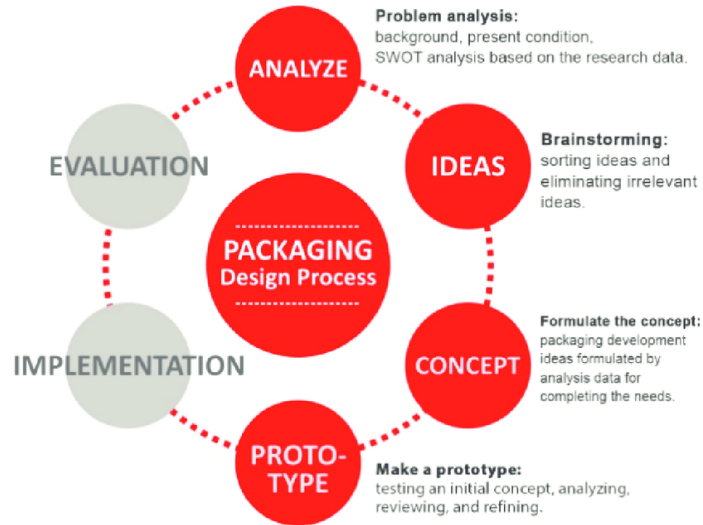 Problem analysis:
background, present condition,
SWOT analysis based on the research data.
ANALYZE
EVALUATION
IDEAS
Brainstorming:
sorting ideas and
eliminating irrelevant
ideas.
PACKAGING
Design Process
IMPLEMENTATION
CONCEPT
Formulate the concept:
packaging development
ideas formulated by
analysis data for
completing the needs.
PROTO-
TYPE
Make a prototype:
testing an initial concept, analyzing,
reviewing, and refining.